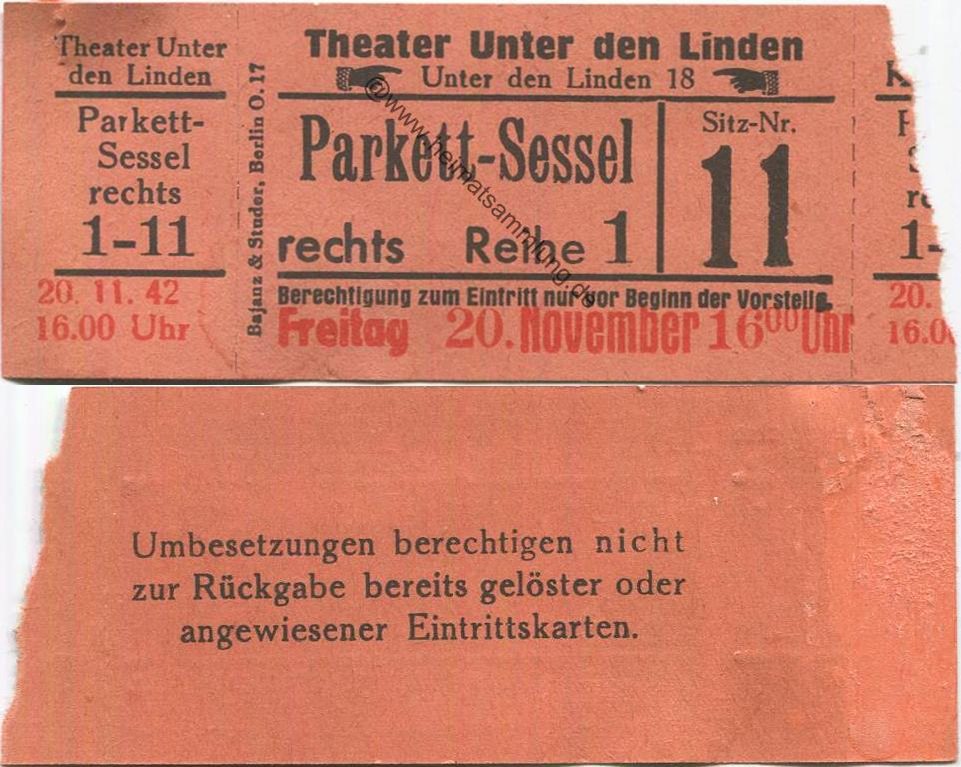 Theater Unter
den Linden
Parkett-
Sessel
rechts
1-11
20. 11. 42
16.00 Uhr
Bajanz & Studer, Berlin O. 17
Theater Unter den Linden
Unter den Linden 18
Parkett-Sessel
rechts Reihe 1
Sitz-Nr.
11
Berechtigung zum Eintritt nur vor Beginn der Vorstellg.
Freitag 20. November 16⁰⁰ Uhr
1-
20.
16.0
@www.heimatsammlung.de
Umbesetzungen berechtigen nicht
zur Rückgabe bereits gelöster oder
angewiesener Eintrittskarten.